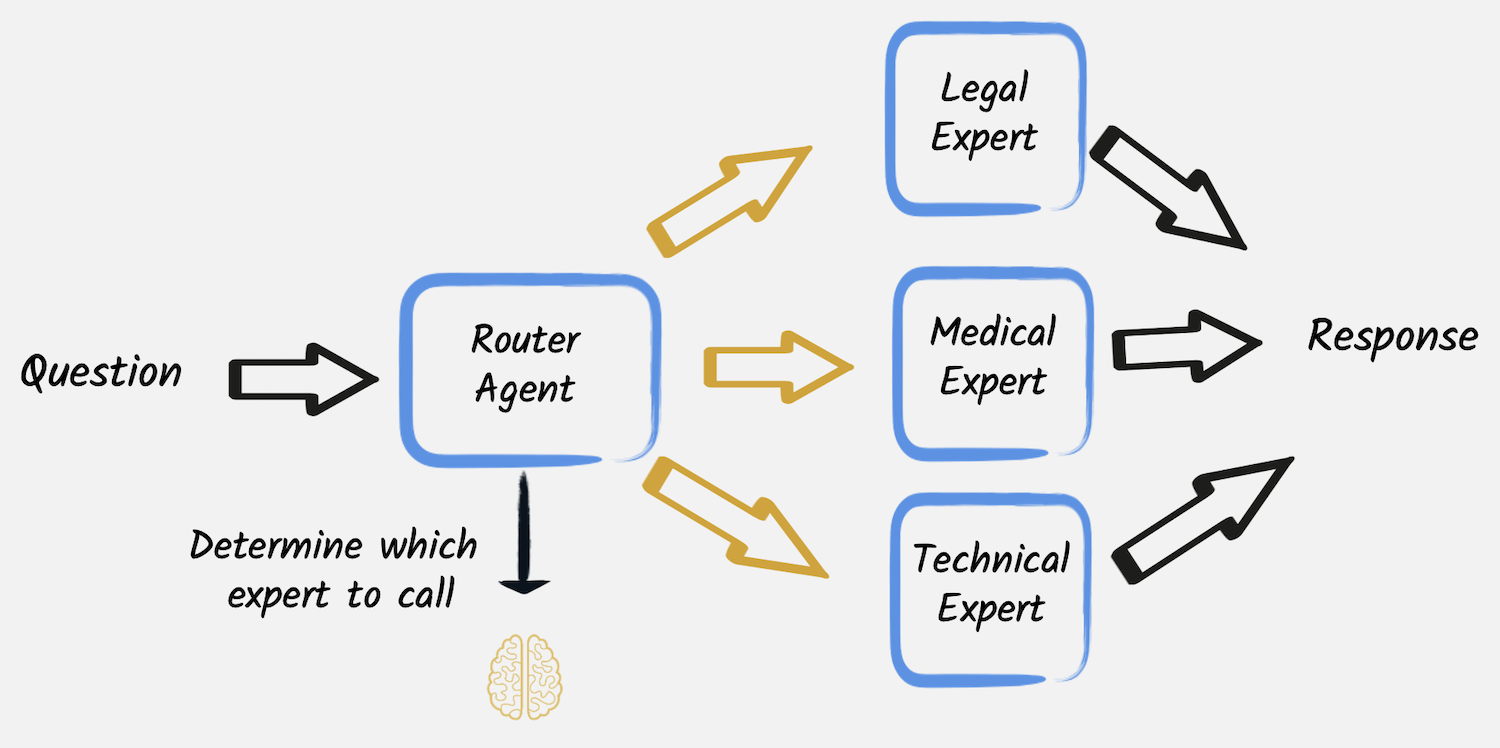 Question
Router
Agent
Determine which
expert to call
Legal
Expert
Medical
Expert
Technical
Expert
Response